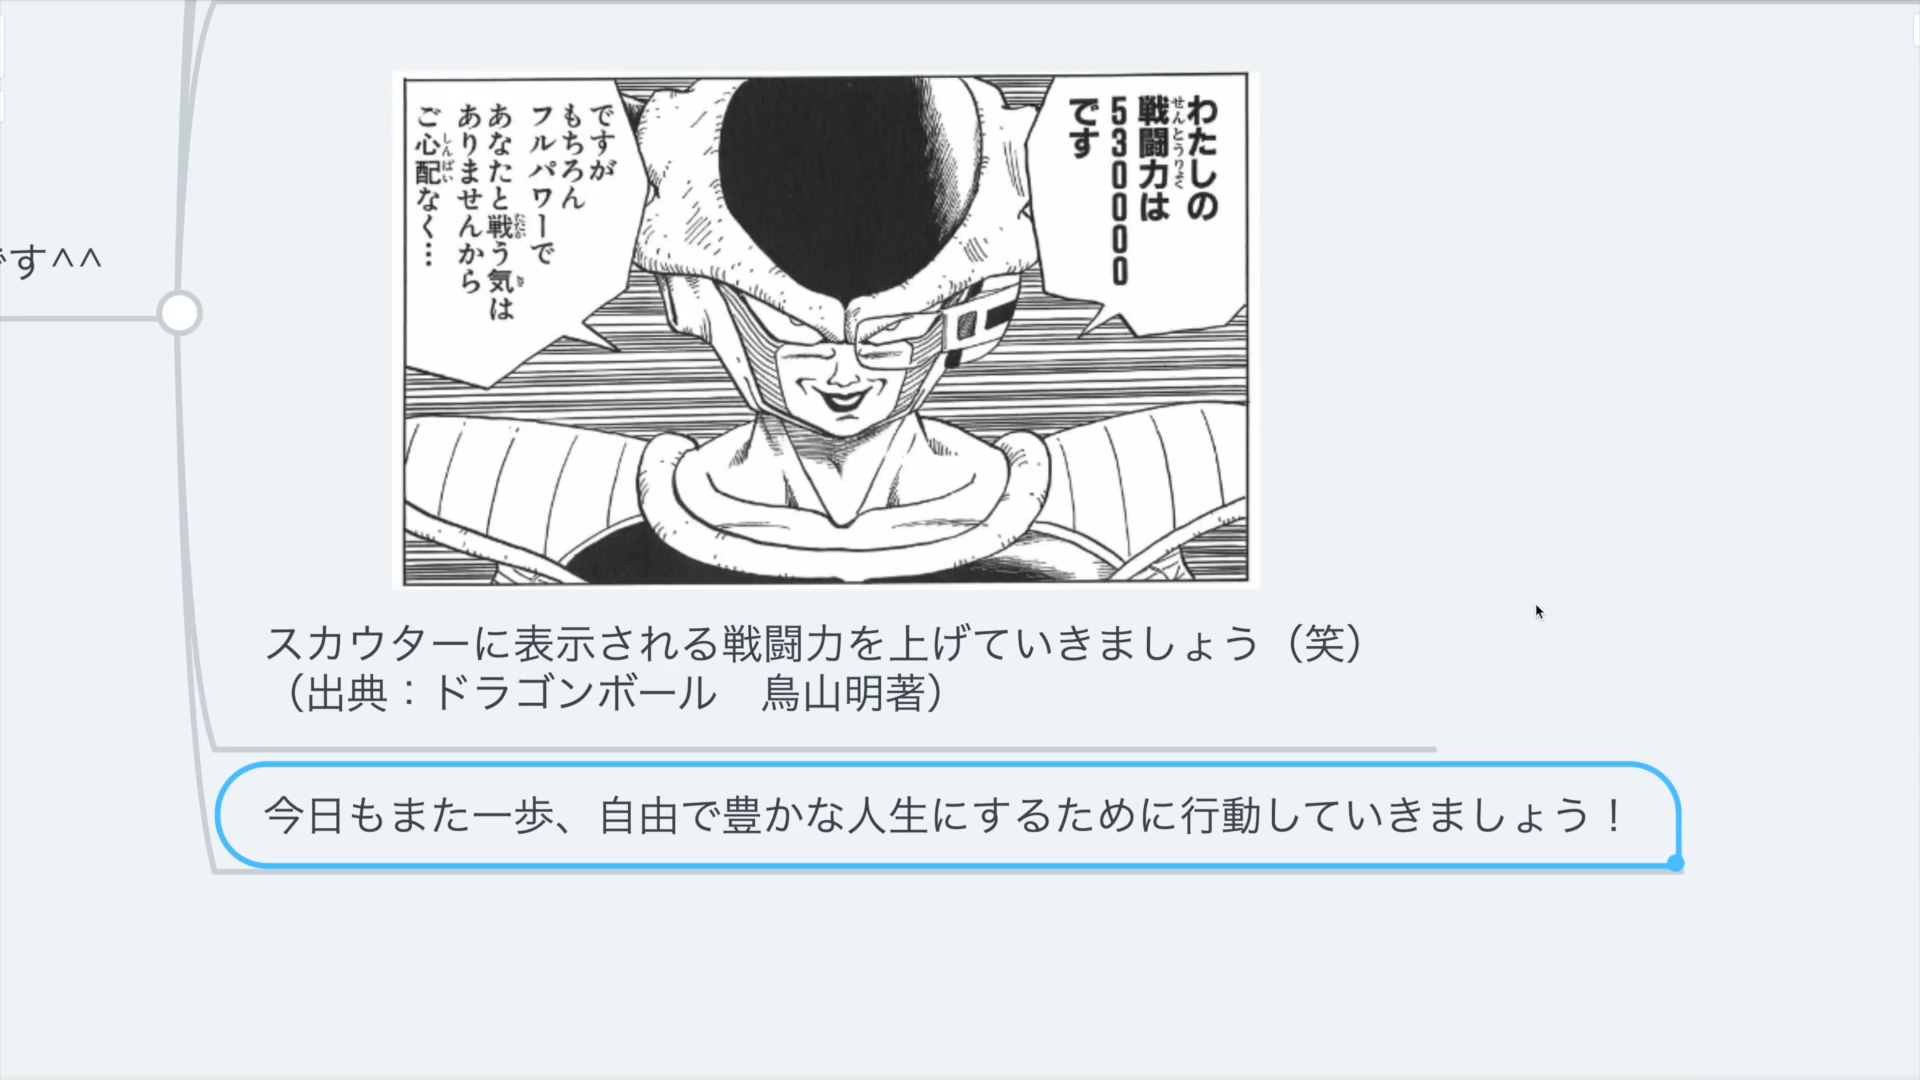 わたしの
戦闘力は
530000
です
ですが
もちろん
フルパワーで
あなたと戦う気は
ありませんから
ご心配なく…
です^^
スカウターに表示される戦闘力を上げていきましょう（笑）
（出典：ドラゴンボール　鳥山明著）
今日もまた一歩、自由で豊かな人生にするために行動していきましょう！